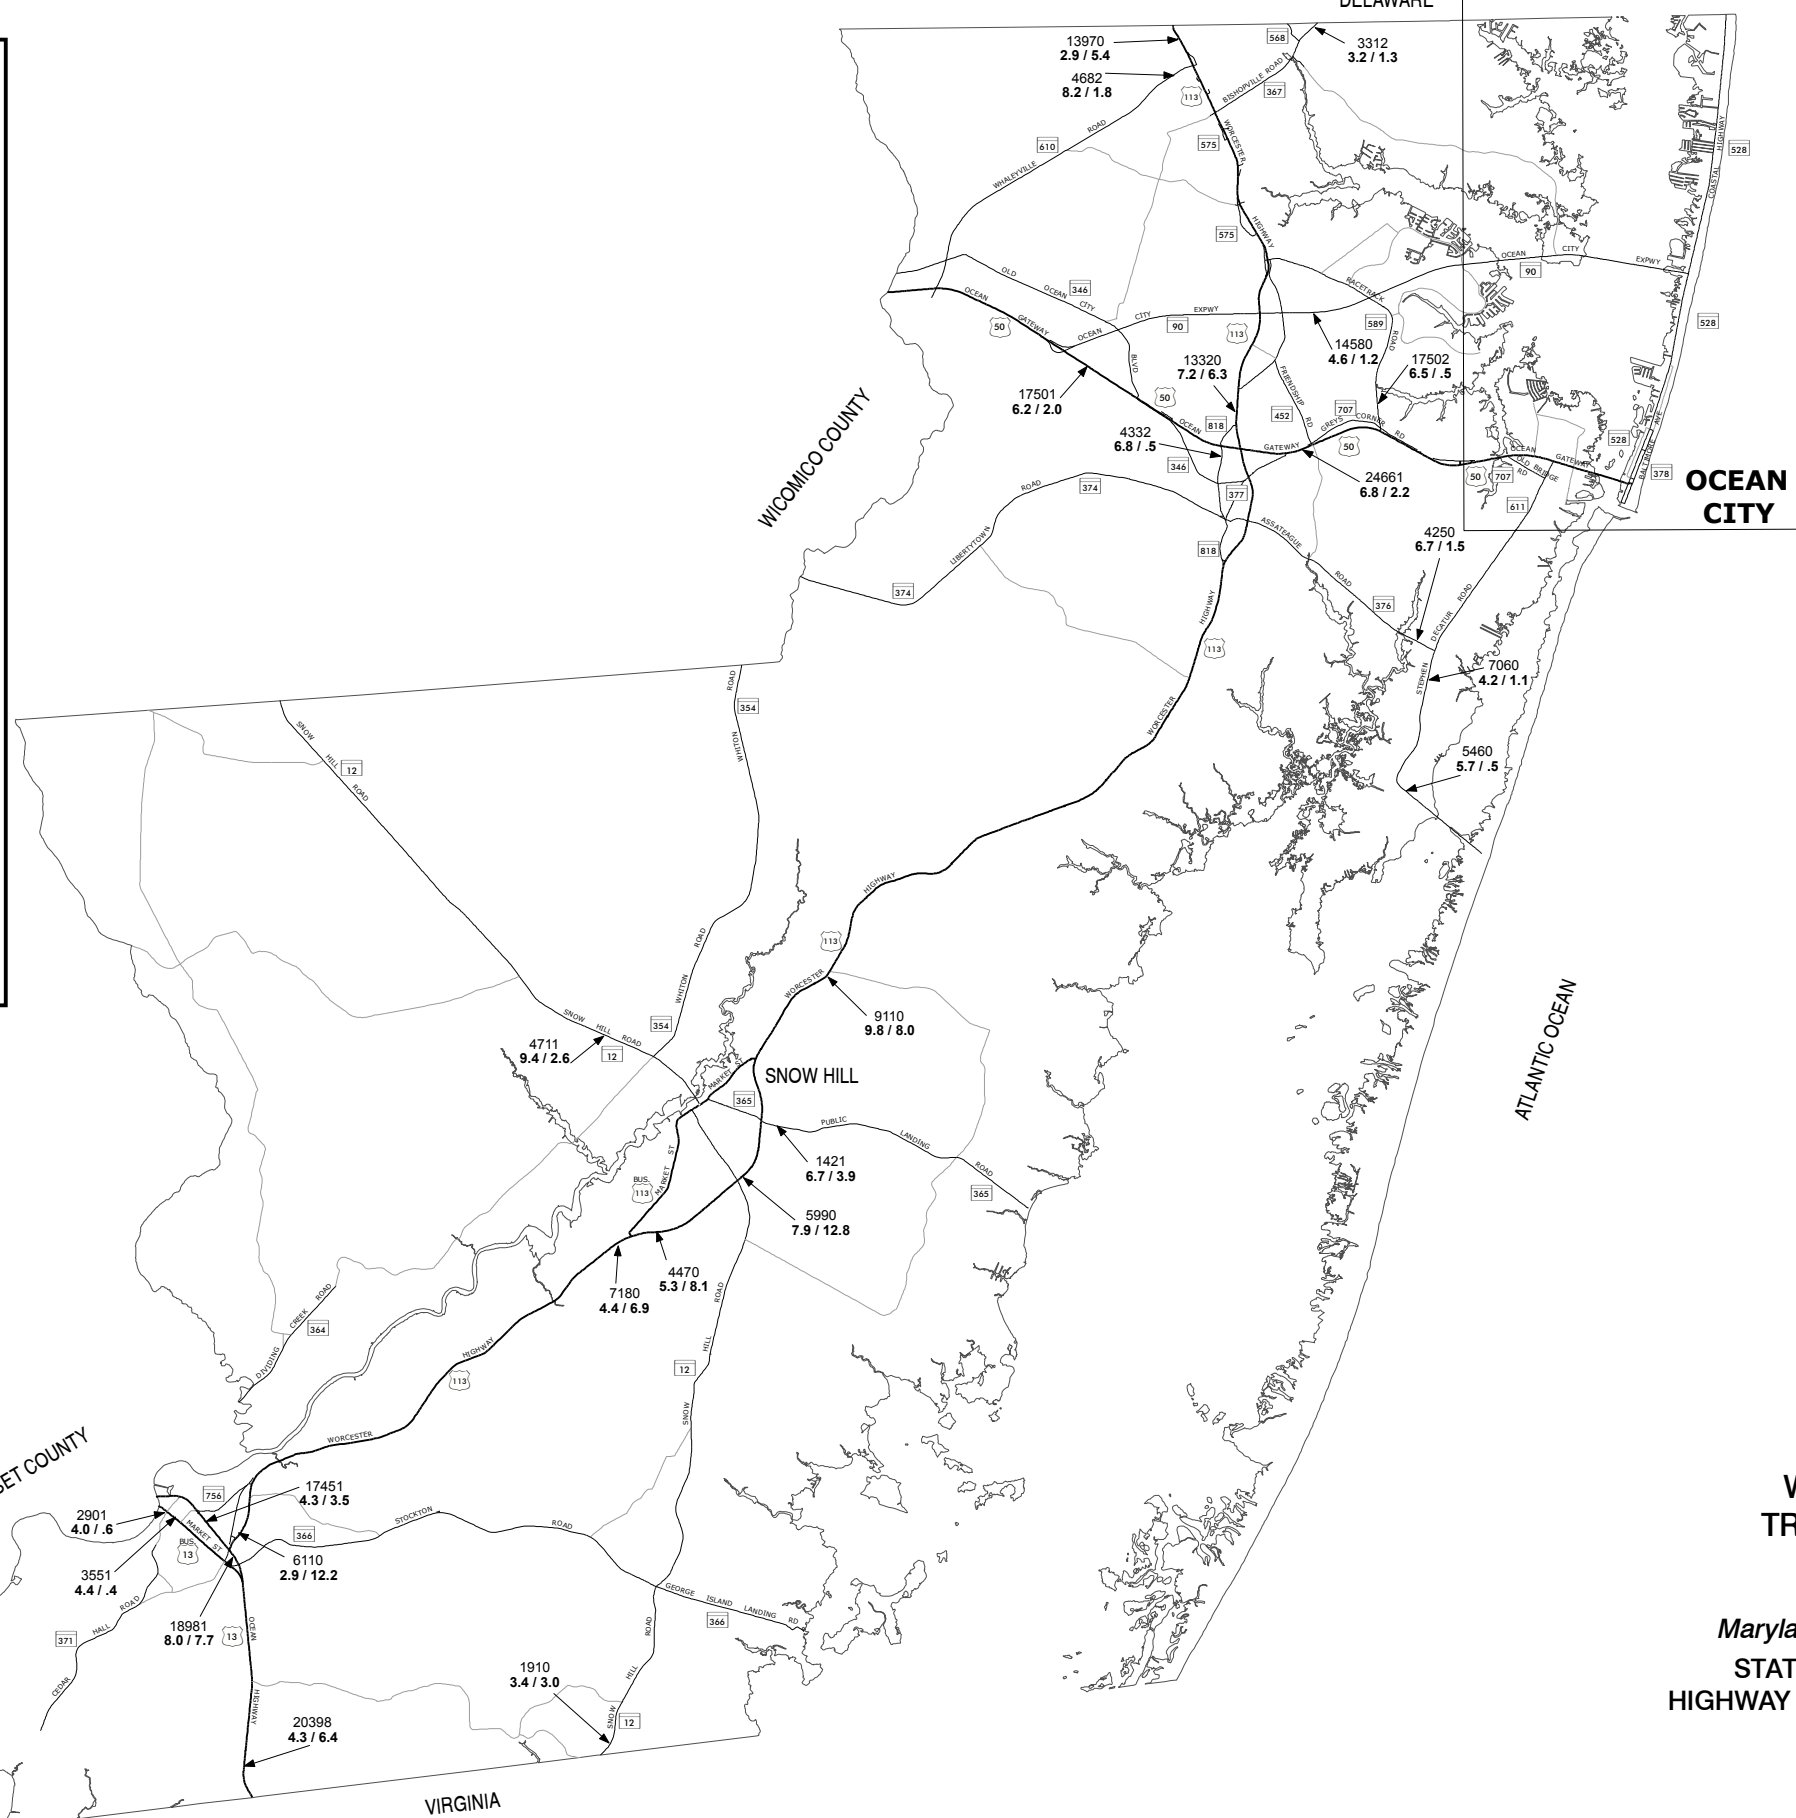 DELAWARE
13970
2.9 / 5.4
4682
8.2 / 1.8
568
3312
3.2 / 1.3
113
BISHOPVILLE ROAD
367
WORCESTER
575
610
WHALEYVILLE ROAD
COASTAL HIGHWAY
528
575
HIGHWAY
OLD OCEAN CITY BLVD
346
OCEAN GATEWAY
50
OCEAN CITY EXPWY
90
RACETRACK ROAD
589
OCEAN CITY EXPWY
90
528
113
14580
4.6 / 1.2
13320
7.2 / 6.3
17502
6.5 / .5
17501
6.2 / 2.0
50
FRIENDSHIP RD
452
707
GREYS CORNER RD
818
4332
6.8 / .5
OCEAN GATEWAY
50
528
BALTIMORE AVE
OCEAN GATEWAY
OLD BRIDGE RD
346
24661
6.8 / 2.2
50
707
378
OCEAN
CITY
WICOMICO COUNTY
374
377
611
LIBERTYTOWN ROAD
ASSATEAGUE ROAD
818
4250
6.7 / 1.5
374
376
HIGHWAY
STEPHEN DECATUR ROAD
113
7060
4.2 / 1.1
WORCESTER
5460
5.7 / .5
354
WHITON ROAD
SNOW HILL ROAD
12
HIGHWAY
113
WORCESTER
WHITON ROAD
9110
9.8 / 8.0
SNOW HILL ROAD
354
4711
9.4 / 2.6
12
MARKET ST
SNOW HILL
365
PUBLIC LANDING ROAD
ATLANTIC OCEAN
1421
6.7 / 3.9
365
BUS.
113
MARKET ST
5990
7.9 / 12.8
4470
5.3 / 8.1
7180
4.4 / 6.9
DIVIDING CREEK ROAD
364
HIGHWAY
113
SNOW HILL ROAD
12
WORCESTER
SET COUNTY
756
17451
4.3 / 3.5
2901
4.0 / .6
MARKET ST
BUS.
13
366
STOCKTON ROAD
6110
2.9 / 12.2
3551
4.4 / .4
18981
8.0 / 7.7
13
OCEAN HIGHWAY
371
CEDAR HALL ROAD
GEORGE ISLAND LANDING RD
366
1910
3.4 / 3.0
SNOW HILL ROAD
12
20398
4.3 / 6.4
VIRGINIA
W
TR
Maryla
STAT
HIGHWAY